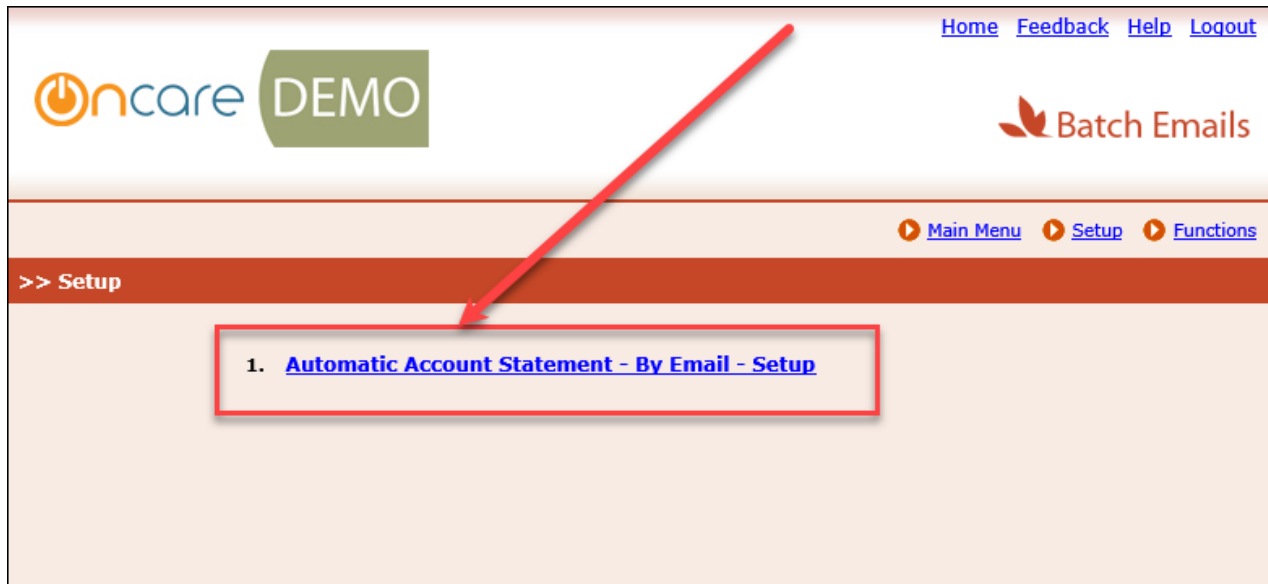 Home Feedback Help Logout
Oncare DEMO
Batch Emails
Main Menu Setup Functions
>> Setup
1. Automatic Account Statement - By Email - Setup